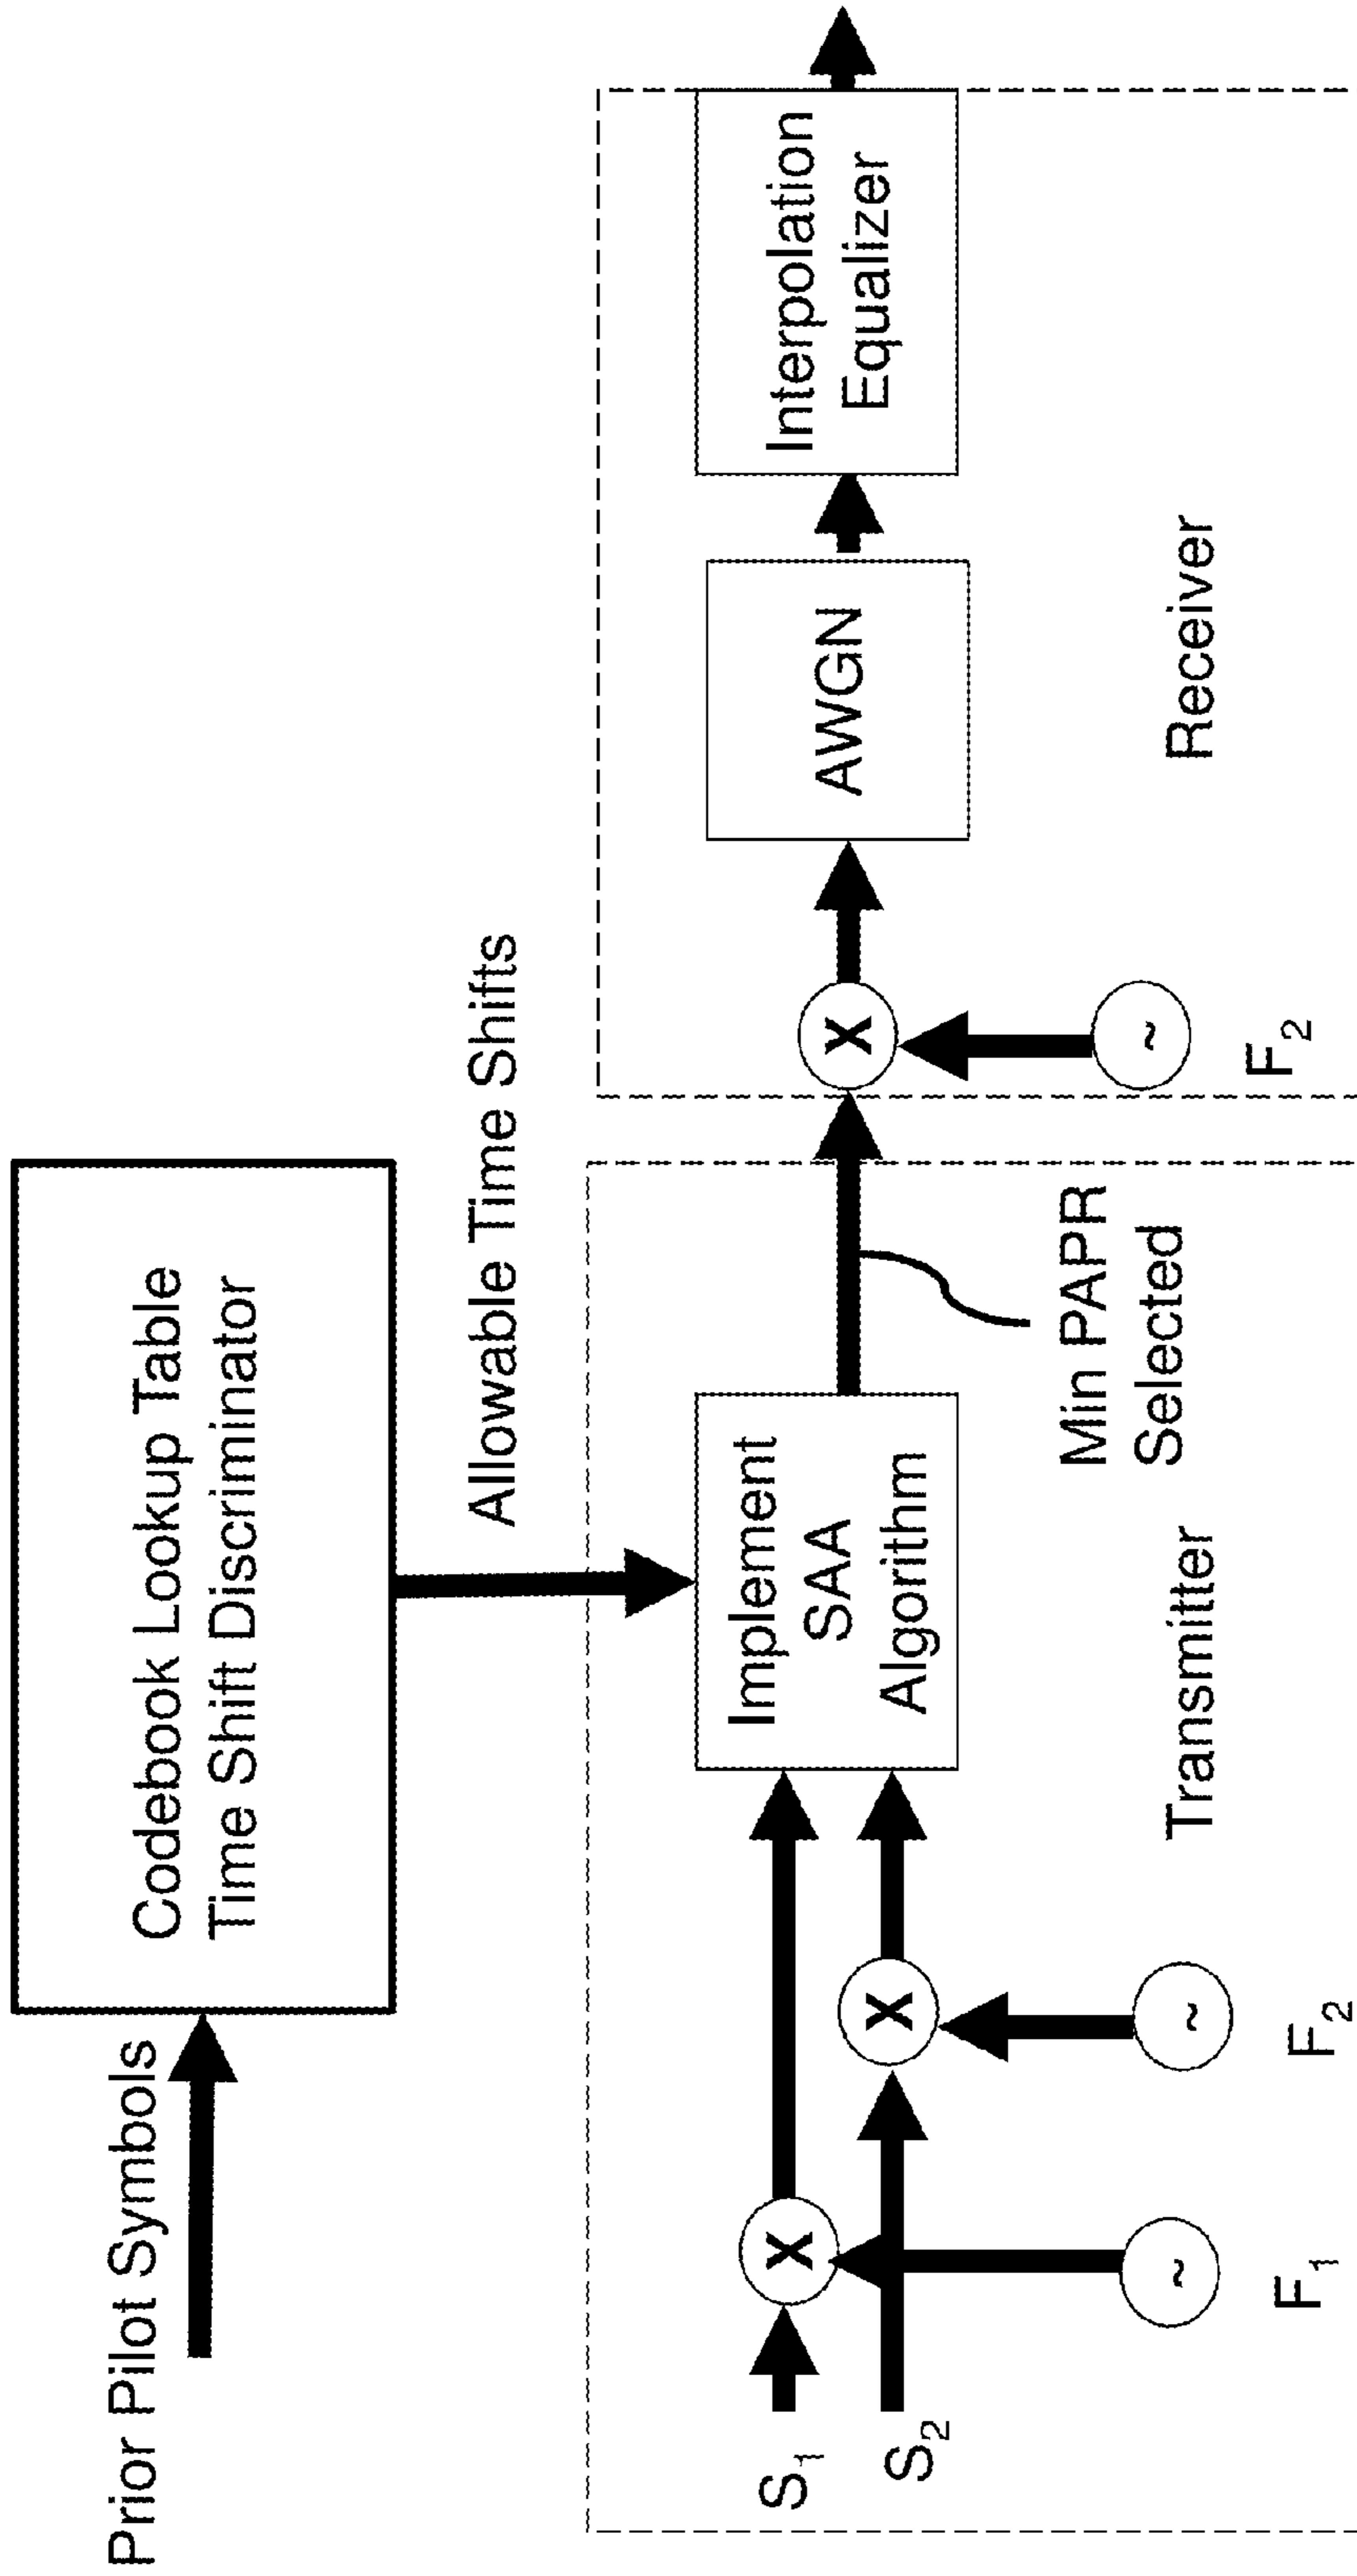 Prior Pilot Symbols
Codebook Lookup Table
Time Shift Discriminator
Allowable Time Shifts
S₁
S₂
X
X
~
~
F₁
F₂
Implement
SAA
Algorithm
Min PAPR
Selected
Transmitter
X
~
F₂
AWGN
Interpolation
Equalizer
Receiver